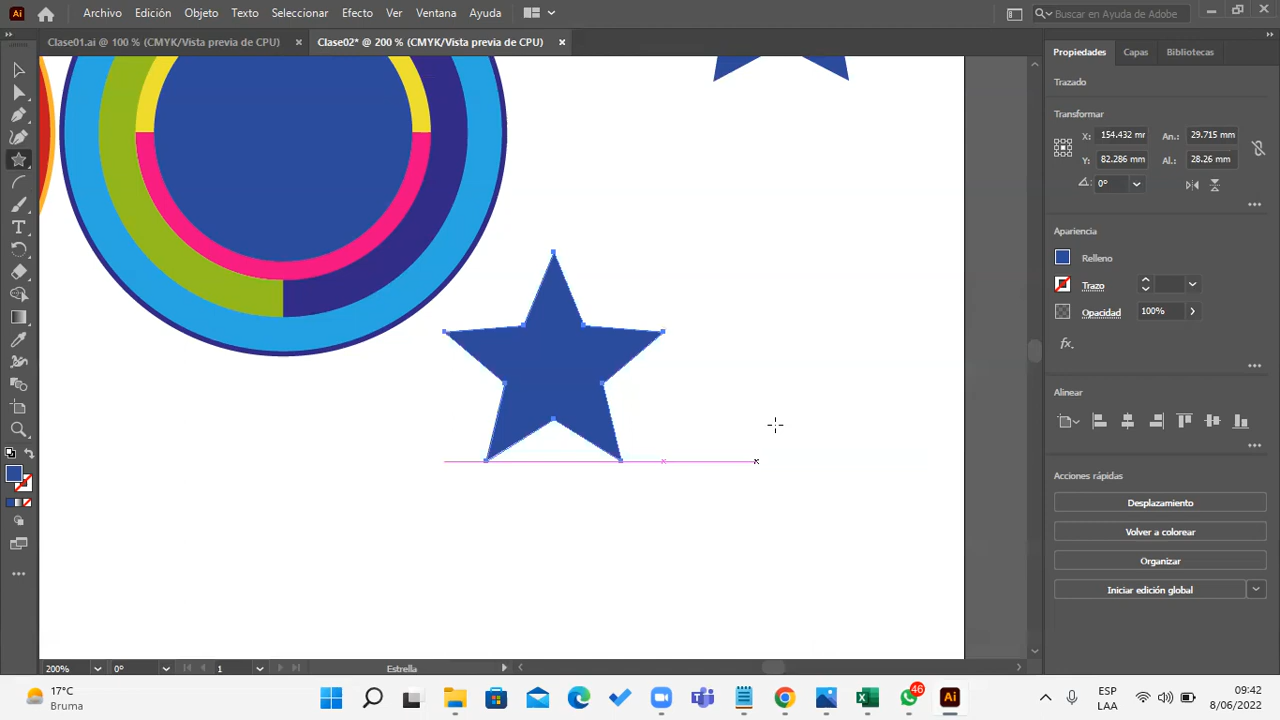 Ai Archivo Edición Objeto Texto Seleccionar Efecto Ver Ventana Ayuda Buscar en Ayuda de Adobe
Clase01.ai @ 100 % (CMYK/Vista previa de CPU) × Clase02* @ 200 % (CMYK/Vista previa de CPU) ×
Propiedades Capas Bibliotecas
Trazado
Transformar
X: 154.432 mr An.: 29.715 mm
Y: 82.286 mm Al.: 28.26 mm
0°
Apariencia
Relleno
Trazo
Opacidad 100%
fx.
Alinear
Acciones rápidas
Desplazamiento
Volver a colorear
Organizar
Iniciar edición global
200% 0° 1 Estrella
17°C
Bruma
46
Ai
ESP
LAA
09:42
8/06/2022